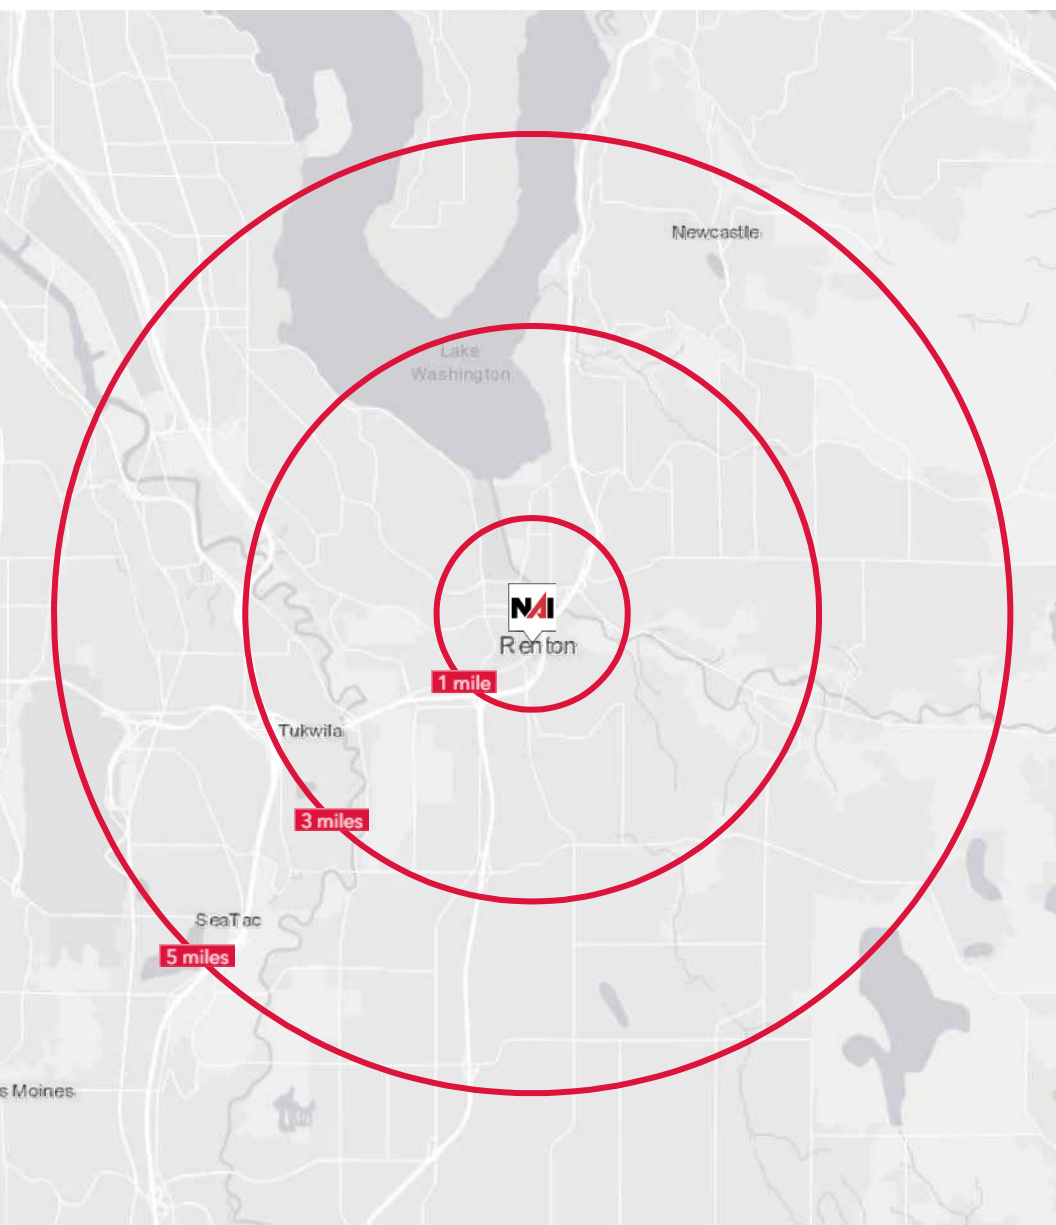 Newcastle
Lake
Washington
NAI
Renton
1 mile
Tukwila
3 miles
SeaTac
5 miles
s Moines